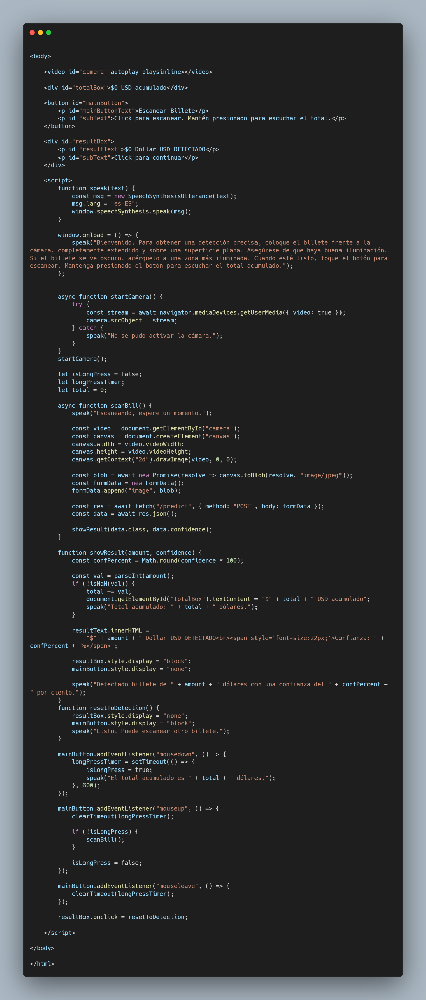 <body>
<video id="camera" autoplay playsinline></video>
<div id="totalBox">$0 USD acumulado</div>
<button id="mainButton">
<p id="mainButtonText">Escanear Billete</p>
<p id="subText">Click para escanear. Mantén presionado para escuchar el total.</p>
</button>
<div id="resultBox">
<p id="resultText">$0 Dollar USD DETECTADO</p>
<p id="subText">Click para continuar</p>
</div>
<script>
function speak(text) {
const msg = new SpeechSynthesisUtterance(text);
msg.lang = "es-ES";
window.speechSynthesis.speak(msg);
}
window.onload = () => {
speak("Bienvenido. Para obtener una detección precisa, coloque el billete frente a la
cámara, completamente extendido y sobre una superficie plana. Asegúrese de que haya buena iluminación.
Si el billete se ve oscuro, acérquelo a una zona más iluminada. Cuando esté listo, toque el botón para
escanear. Mantenga presionado el botón para escuchar el total acumulado.");
};
async function startCamera() {
try {
const stream = await navigator.mediaDevices.getUserMedia({ video: true });
camera.srcObject = stream;
} catch {
speak("No se pudo activar la cámara.");
}
}
startCamera();
let isLongPress = false;
let longPressTimer;
let total = 0;
async function scanBill() {
speak("Escaneando, espere un momento.");
const video = document.getElementById("camera");
const canvas = document.createElement("canvas");
canvas.width = video.videoWidth;
canvas.height = video.videoHeight;
canvas.getContext("2d").drawImage(video, 0, 0);
const blob = await new Promise(resolve => canvas.toBlob(resolve, "image/jpeg"));
const formData = new FormData();
formData.append("image", blob);
const res = await fetch("/predict", { method: "POST", body: formData });
const data = await res.json();
showResult(data.class, data.confidence);
}
function showResult(amount, confidence) {
const confPercent = Math.round(confidence * 100);
const val = parseInt(amount);
if (!isNaN(val)) {
total += val;
document.getElementById("totalBox").textContent = "$" + total + " USD acumulado";
speak("Total acumulado: " + total + " dólares.");
}
resultText.innerHTML =
"$" + amount + " Dollar USD DETECTADO<br><span style='font-size:22px;'>Confianza: " +
confPercent + "%</span>";
resultBox.style.display = "block";
mainButton.style.display = "none";
speak("Detectado billete de " + amount + " dólares con una confianza del " + confPercent +
" por ciento.");
}
function resetToDetection() {
resultBox.style.display = "none";
mainButton.style.display = "block";
speak("Listo. Puede escanear otro billete.");
}
mainButton.addEventListener("mousedown", () => {
longPressTimer = setTimeout(() => {
isLongPress = true;
speak("El total acumulado es " + total + " dólares.");
}, 600);
});
mainButton.addEventListener("mouseup", () => {
clearTimeout(longPressTimer);
if (!isLongPress) {
scanBill();
}
isLongPress = false;
});
mainButton.addEventListener("mouseleave", () => {
clearTimeout(longPressTimer);
});
resultBox.onclick = resetToDetection;
</script>
</body>
</html>